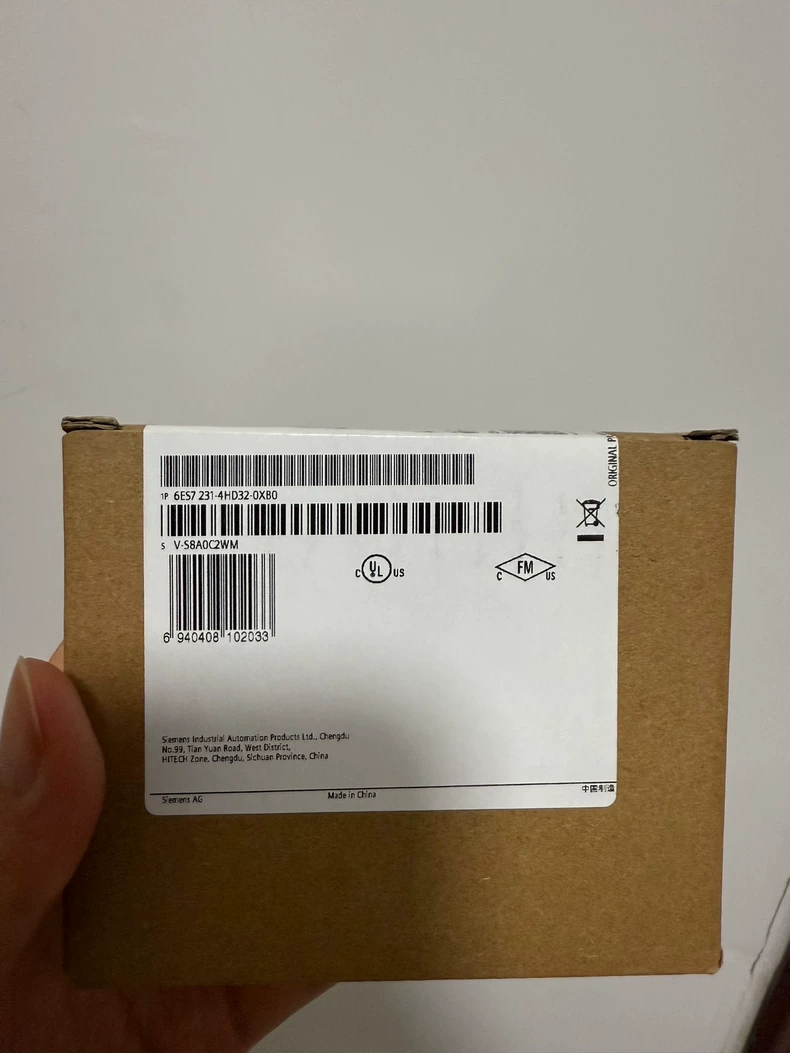 1P 6ES7 231-4HD32-0XB0
S V-S8A0C2WM
6 940408 102033
C UL US
C FM US
ORIGINAL
Siemens Industrial Automation Products Ltd., Chengdu
No.99, Tian Yuan Road, West District,
HITECH Zone, Chengdu, Sichuan Province, China
Siemens AG
Made in China
中国制造